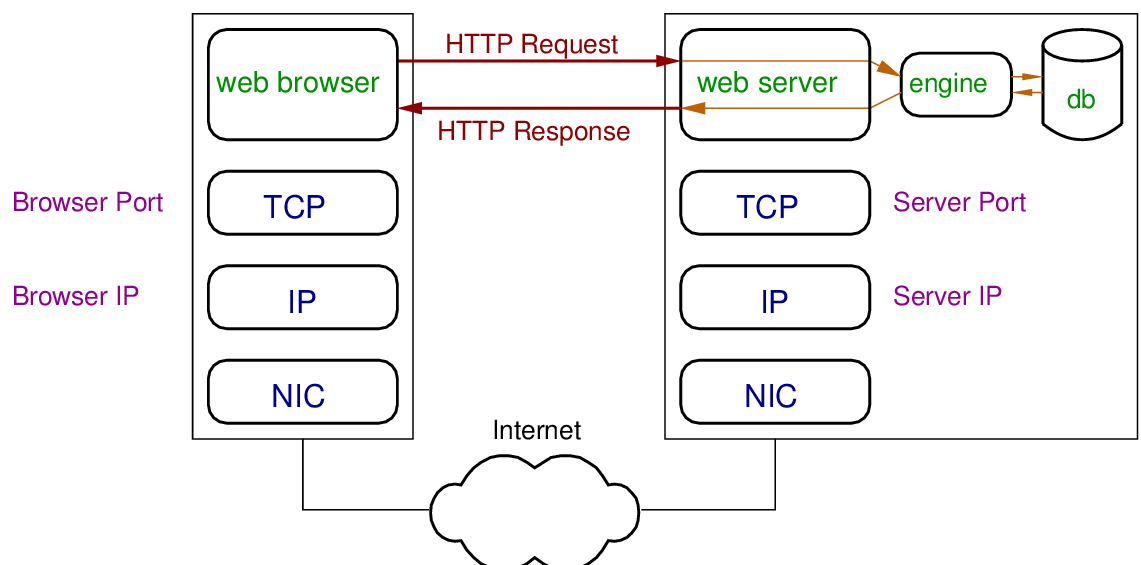 HTTP Request
web browser
web server
engine
db
HTTP Response
Browser Port
TCP
TCP
Server Port
Browser IP
IP
IP
Server IP
NIC
NIC
Internet